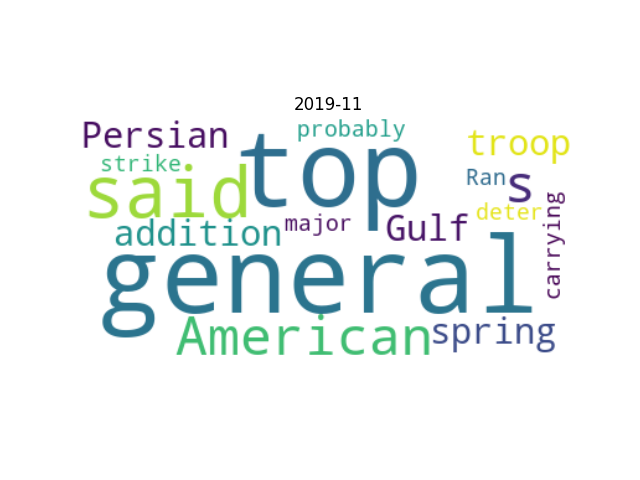 2019-11
Persian
probably
troop
strike
top
said
Ran
s
deter
carrying
major
Gulf
addition
general
American
spring